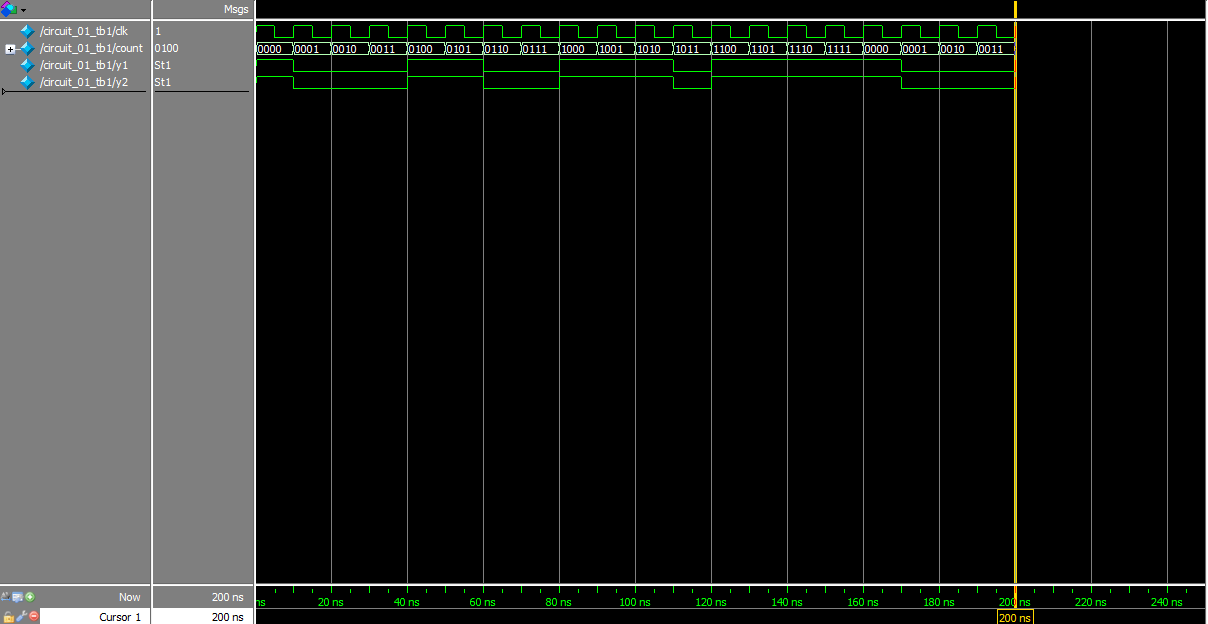 Msgs
/circuit_01_tb1/clk 1
/circuit_01_tb1/count 0100 0000 0001 0010 0011 0100 0101 0110 0111 1000 1001 1010 1011 1100 1101 1110 1111 0000 0001 0010 0011
/circuit_01_tb1/y1 St1
/circuit_01_tb1/y2 St1
Now 200 ns ns 20 ns 40 ns 60 ns 80 ns 100 ns 120 ns 140 ns 160 ns 180 ns 200 ns 220 ns 240 ns
Cursor 1 200 ns 200 ns